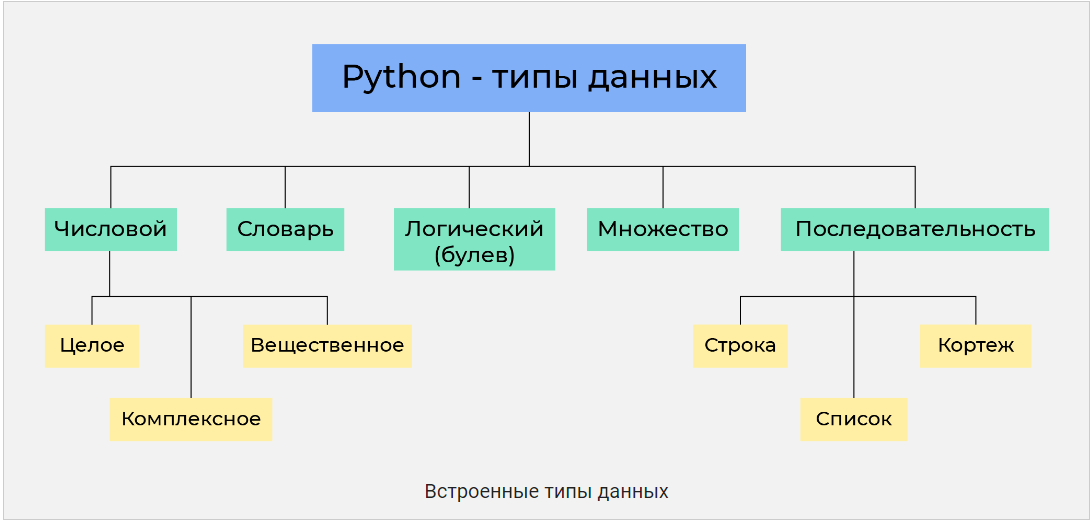 Python - типы данных
Числовой
Словарь
Логический
(булев)
Множество
Последовательность
Целое
Вещественное
Строка
Кортеж
Комплексное
Список
Встроенные типы данных